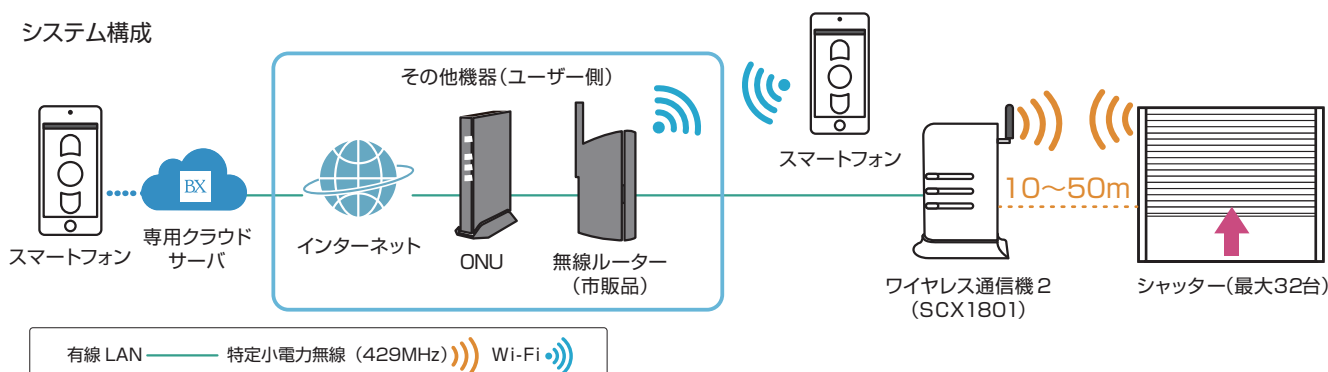 システム構成
その他機器（ユーザー側）
スマートフォン
BX
専用クラウド
サーバ
インターネット
ONU
無線ルーター
（市販品）
スマートフォン
10〜50m
ワイヤレス通信機2
（SCX1801）
シャッター（最大32台）
有線 LAN 特定小電力無線（429MHz） Wi-Fi